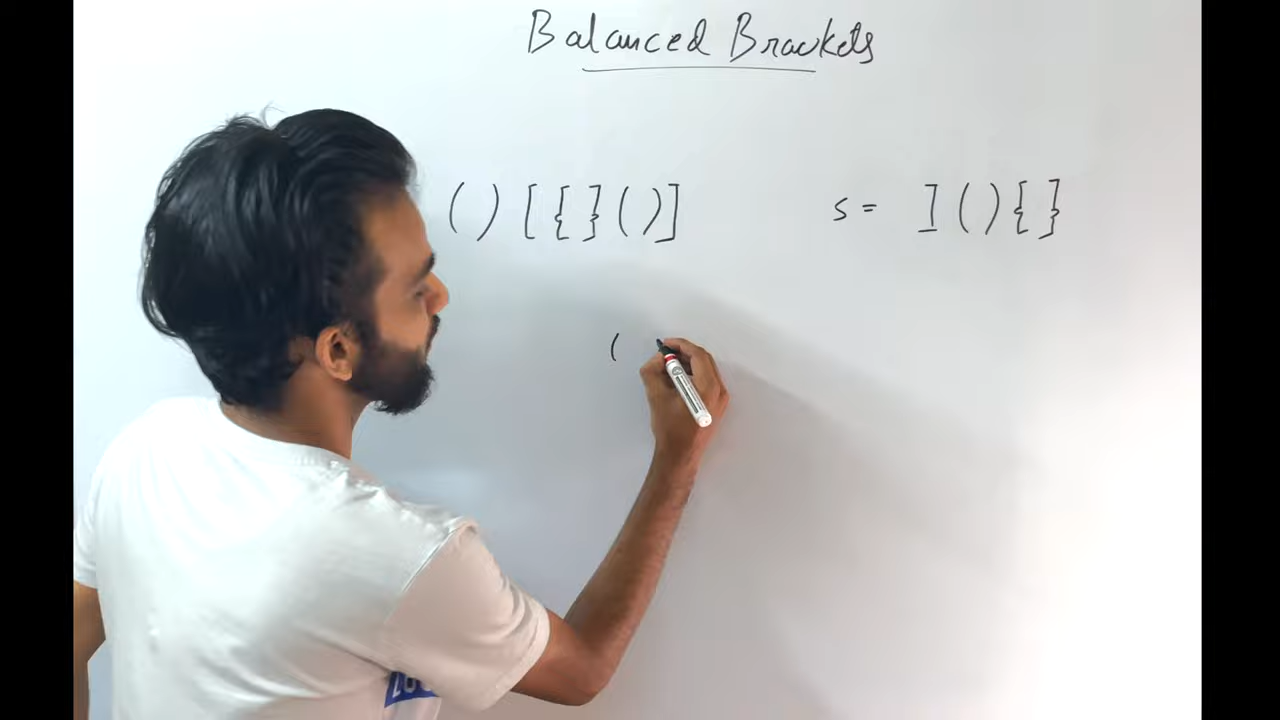 Balanced Brackets
()[{}()] s = ](){}
(